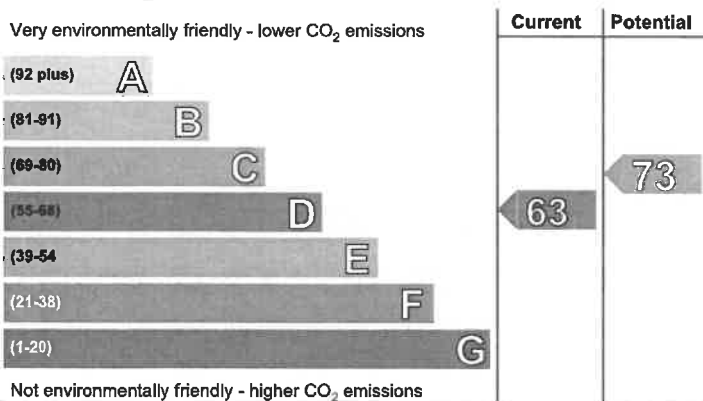 Current Potential
Very environmentally friendly - lower CO₂ emissions
(92 plus) A
(81-91) B
(69-80) C
73
(55-68) D
63
(39-54 E
(21-38) F
(1-20) G
Not environmentally friendly - higher CO₂ emissions